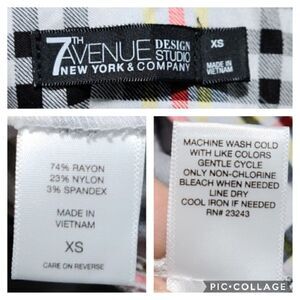 7TH AVENUE DESIGN STUDIO
NEW YORK & COMPANY
XS
MADE IN
VIETNAM
74% RAYON
23% NYLON
3% SPANDEX
MADE IN
VIETNAM
XS
CARE ON REVERSE
MACHINE WASH COLD
WITH LIKE COLORS
GENTLE CYCLE
ONLY NON-CHLORINE
BLEACH WHEN NEEDED
LINE DRY
COOL IRON IF NEEDED
RN# 23243
PIC•COLLAGE